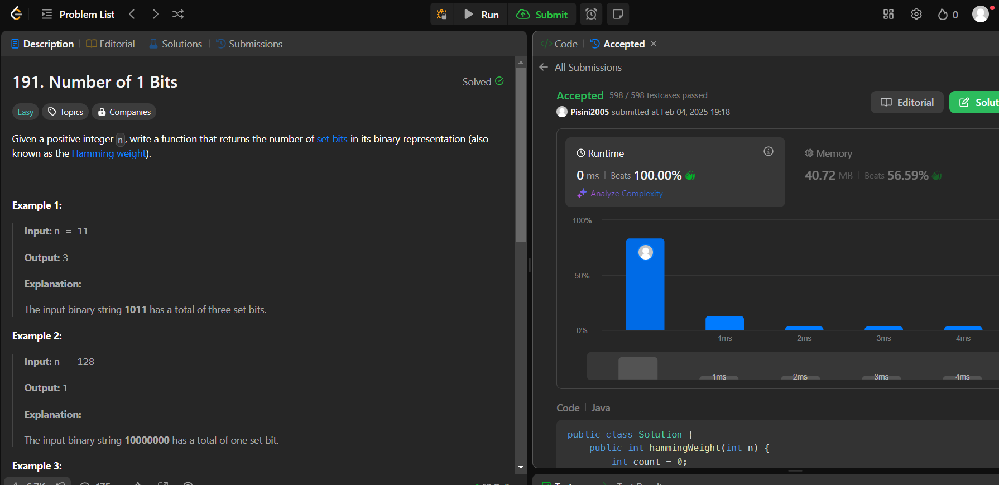 Problem List
Run
Submit
0
Description
Editorial
Solutions
Submissions
191. Number of 1 Bits
Solved
Easy
Topics
Companies
Given a positive integer n, write a function that returns the number of set bits in its binary representation (also
known as the Hamming weight).
Example 1:
Input: n = 11
Output: 3
Explanation:
The input binary string 1011 has a total of three set bits.
Example 2:
Input: n = 128
Output: 1
Explanation:
The input binary string 10000000 has a total of one set bit.
Example 3:
</> Code
Accepted
All Submissions
Accepted 598 / 598 testcases passed
Pisini2005 submitted at Feb 04, 2025 19:18
Editorial
Solut
Runtime
0 ms | Beats 100.00%
Analyze Complexity
Memory
40.72 MB | Beats 56.59%
100%
50%
0%
1ms 2ms 3ms 4ms
1ms 2ms 3ms 4ms
Code | Java
public class Solution {
public int hammingWeight(int n) {
int count = 0;